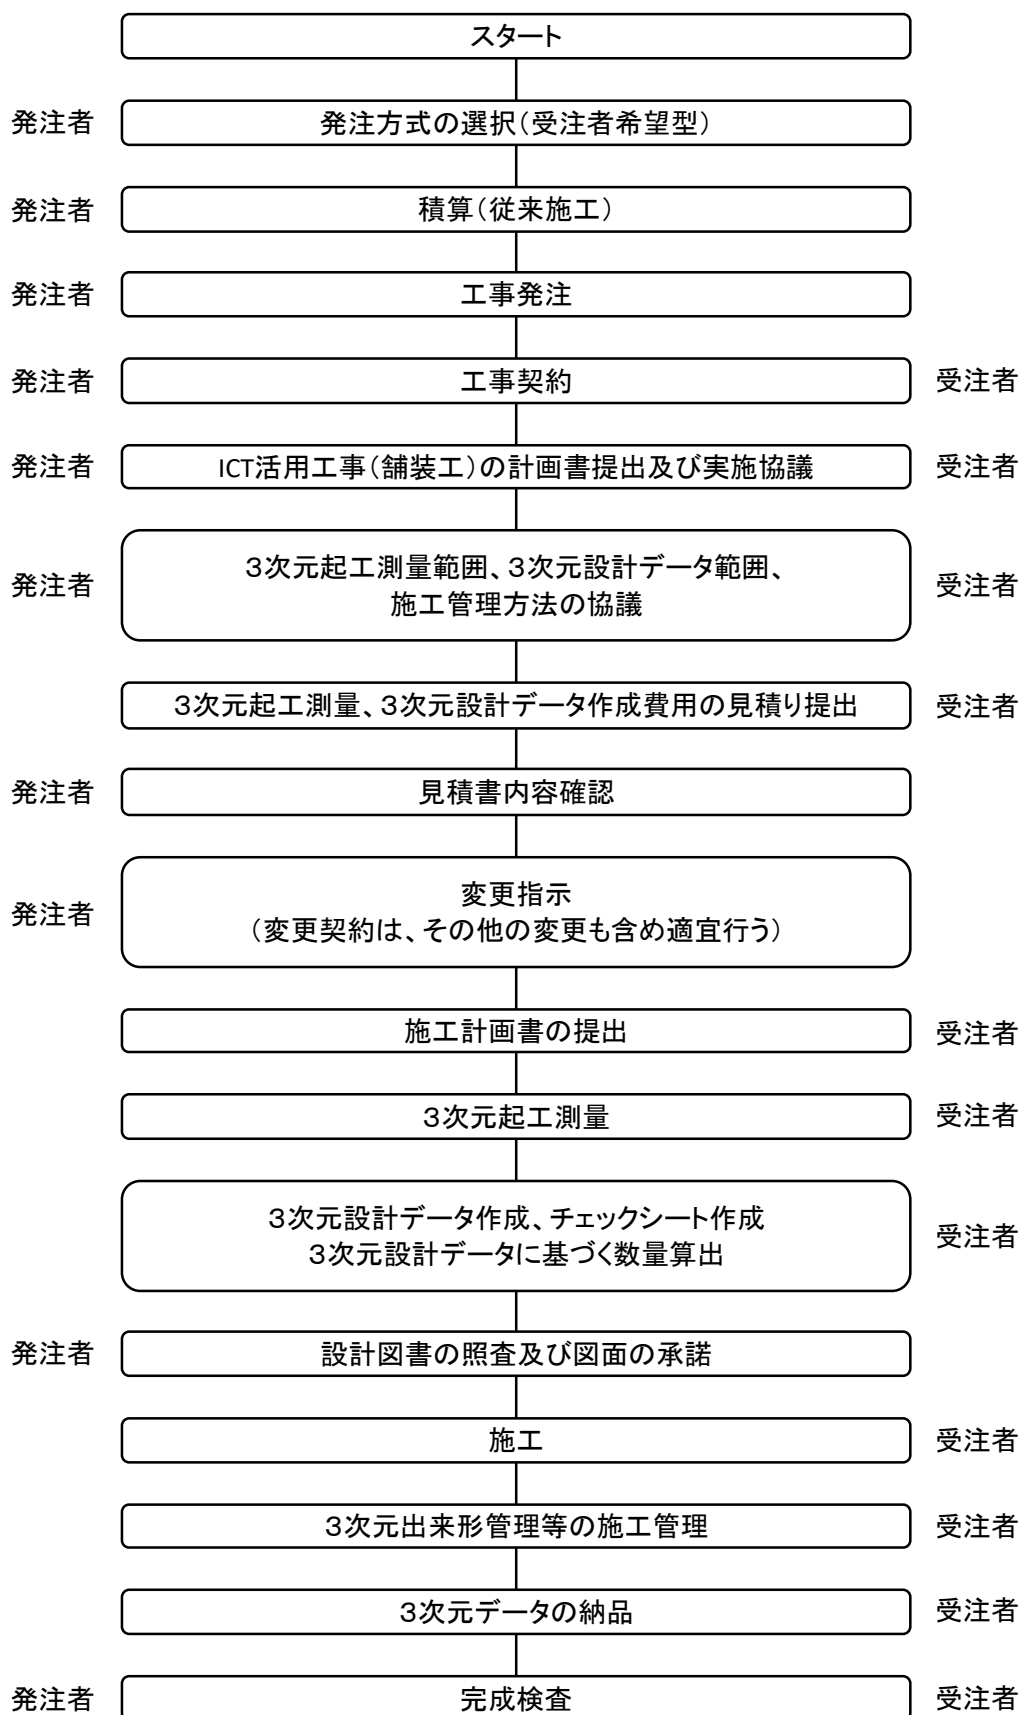 スタート
発注者 発注方式の選択（受注者希望型）
発注者 積算（従来施工）
発注者 工事発注
発注者 工事契約 受注者
発注者 ICT活用工事（舗装工）の計画書提出及び実施協議 受注者
３次元起工測量範囲、３次元設計データ範囲、
発注者 受注者
施工管理方法の協議
３次元起工測量、３次元設計データ作成費用の見積り提出 受注者
発注者 見積書内容確認
変更指示
発注者
（変更契約は、その他の変更も含め適宜行う）
施工計画書の提出 受注者
３次元起工測量 受注者
３次元設計データ作成、チェックシート作成
受注者
３次元設計データに基づく数量算出
発注者 設計図書の照査及び図面の承諾
施工 受注者
３次元出来形管理等の施工管理 受注者
３次元データの納品 受注者
発注者 完成検査 受注者